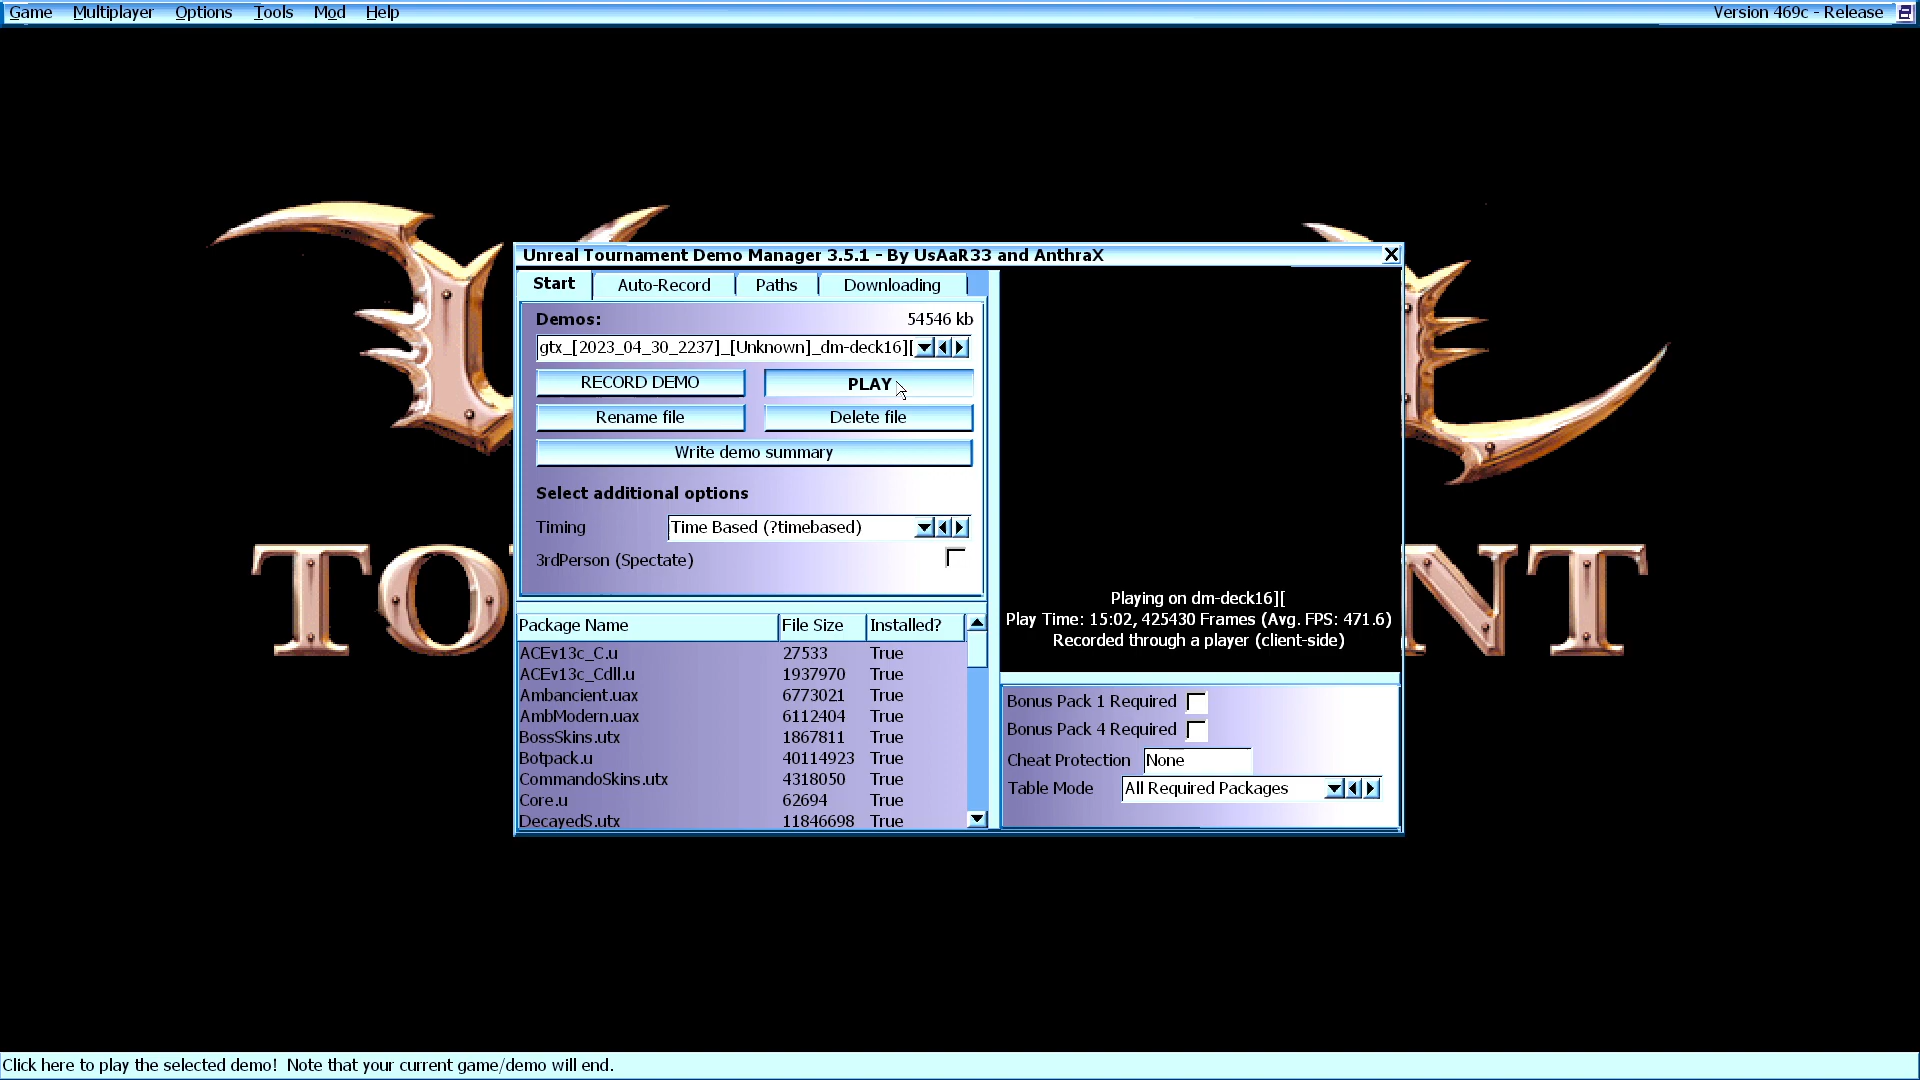 Game Multiplayer Options Tools Mod Help Version 469c - Release
Unreal Tournament Demo Manager 3.5.1 - By UsAaR33 and AnthraX
Start Auto-Record Paths Downloading
Demos: 54546 kb
gtx_[2023_04_30_2237]_[Unknown]_dm-deck16][
RECORD DEMO PLAY
Rename file Delete file
Write demo summary
Select additional options
Timing Time Based (?timebased)
3rdPerson (Spectate)
Playing on dm-deck16][
Play Time: 15:02, 425430 Frames (Avg. FPS: 471.6)
Recorded through a player (client-side)
Package Name File Size Installed?
ACEv13c_C.u 27533 True
ACEv13c_Cdll.u 1937970 True
Ambancient.uax 6773021 True
AmbModern.uax 6112404 True
BossSkins.utx 1867811 True
Botpack.u 40114923 True
CommandoSkins.utx 4318050 True
Core.u 62694 True
DecayedS.utx 11846698 True
Bonus Pack 1 Required
Bonus Pack 4 Required
Cheat Protection None
Table Mode All Required Packages
TO NT
Click here to play the selected demo! Note that your current game/demo will end.